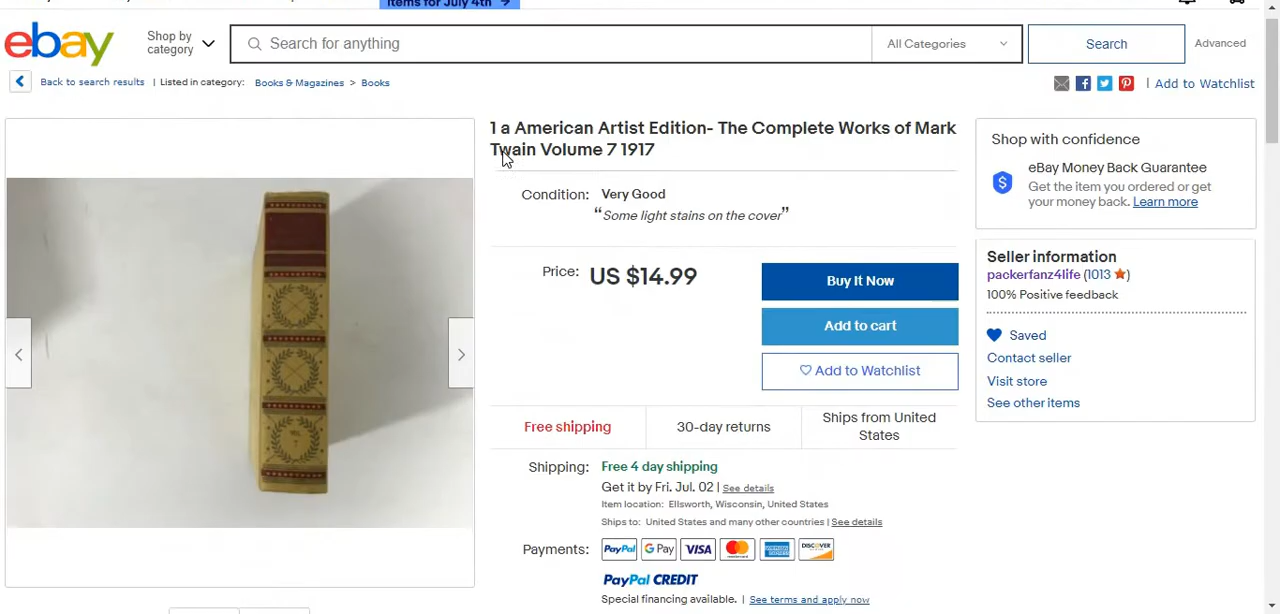 Items for July 4th →
ebay
Shop by
category
Search for anything
All Categories
Search
Advanced
Back to search results | Listed in category: Books & Magazines > Books
| Add to Watchlist
1 a American Artist Edition- The Complete Works of Mark
Twain Volume 7 1917
Condition: Very Good
“Some light stains on the cover”
Price: US $14.99
Buy It Now
Add to cart
Add to Watchlist
Free shipping
30-day returns
Ships from United
States
Shipping: Free 4 day shipping
Get it by Fri. Jul. 02 | See details
Item location: Ellsworth, Wisconsin, United States
Ships to: United States and many other countries | See details
Payments: PayPal G Pay VISA mastercard AMERICAN EXPRESS DISCOVER
PayPal CREDIT
Special financing available. | See terms and apply now
Shop with confidence
eBay Money Back Guarantee
Get the item you ordered or get
your money back. Learn more
Seller information
packerfanz4life (1013 ★)
100% Positive feedback
Saved
Contact seller
Visit store
See other items